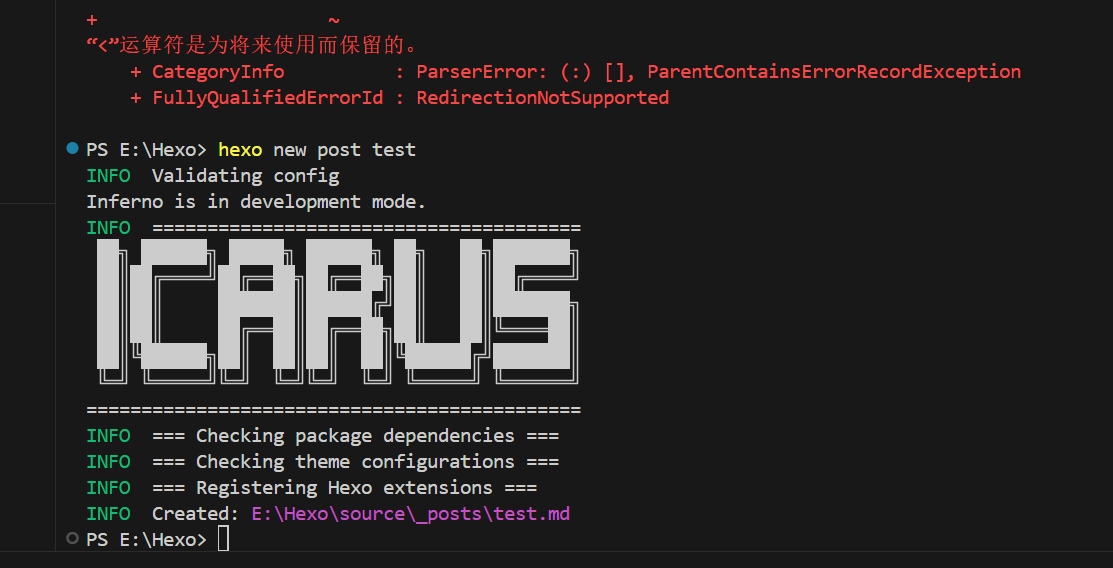 +                     ~
“<”运算符是为将来使用而保留的。
    + CategoryInfo          : ParserError: (:) [], ParentContainsErrorRecordException
    + FullyQualifiedErrorId : RedirectionNotSupported
PS E:\Hexo> hexo new post test
INFO  Validating config
Inferno is in development mode.
INFO  =======================================
ICARUS
=============================================
INFO  === Checking package dependencies ===
INFO  === Checking theme configurations ===
INFO  === Registering Hexo extensions ===
INFO  Created: E:\Hexo\source\_posts\test.md
PS E:\Hexo>